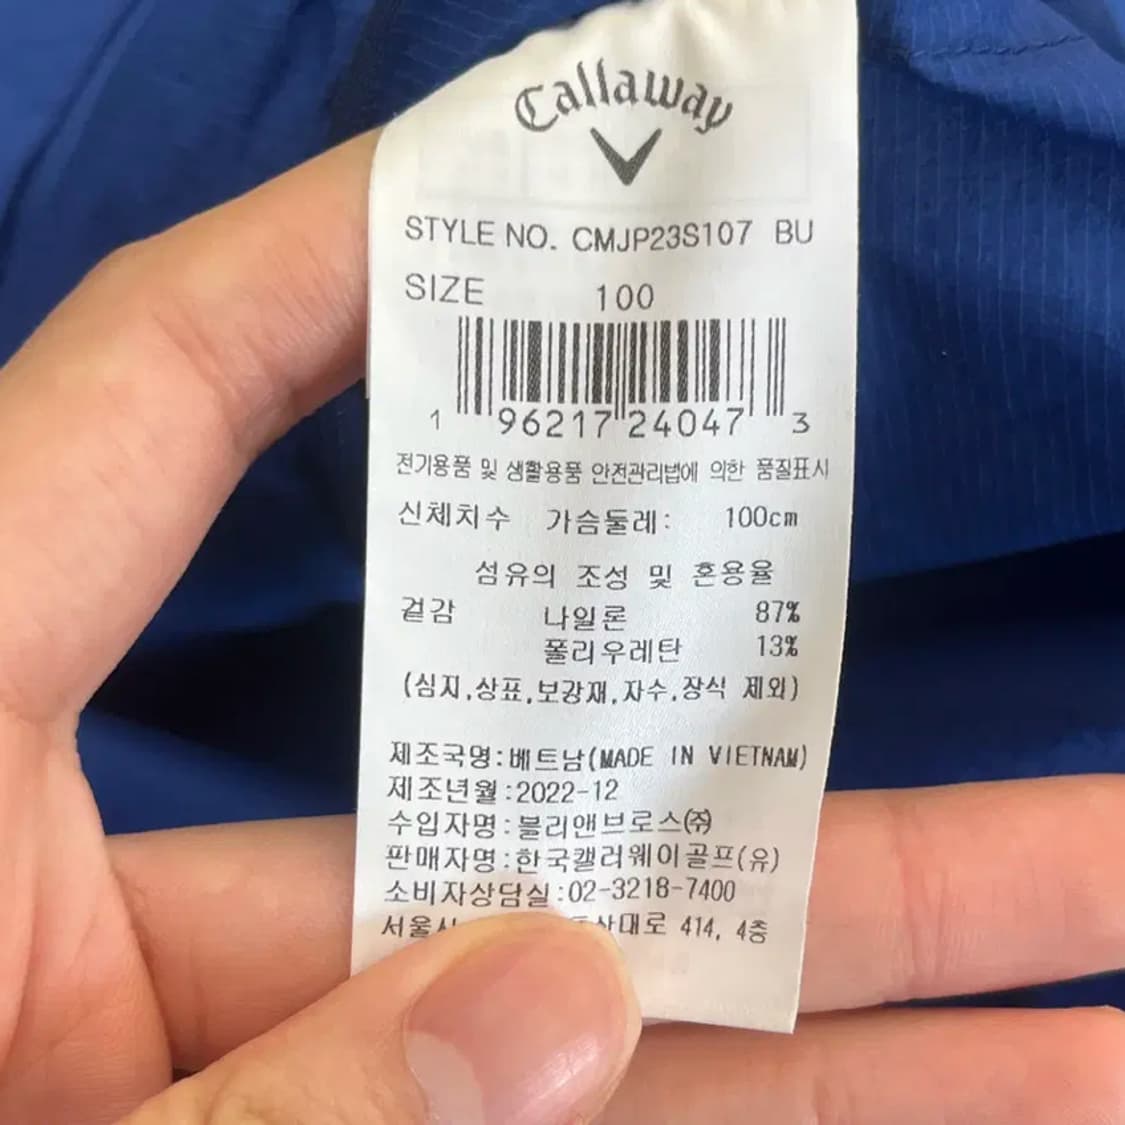 Callaway
STYLE NO. CMJP23S107 BU
SIZE 100
1 96217 24047 3
전기용품 및 생활용품 안전관리법에 의한 품질표시
신체치수 가슴둘레: 100cm
섬유의 조성 및 혼용율
겉감 나일론 87%
폴리우레탄 13%
(심지,상표,보강재,자수,장식 제외)
제조국명:베트남(MADE IN VIETNAM)
제조년월:2022-12
수입자명:블리앤브로스㈜
판매자명:한국캘러웨이골프(유)
소비자상담실:02-3218-7400
414, 4층